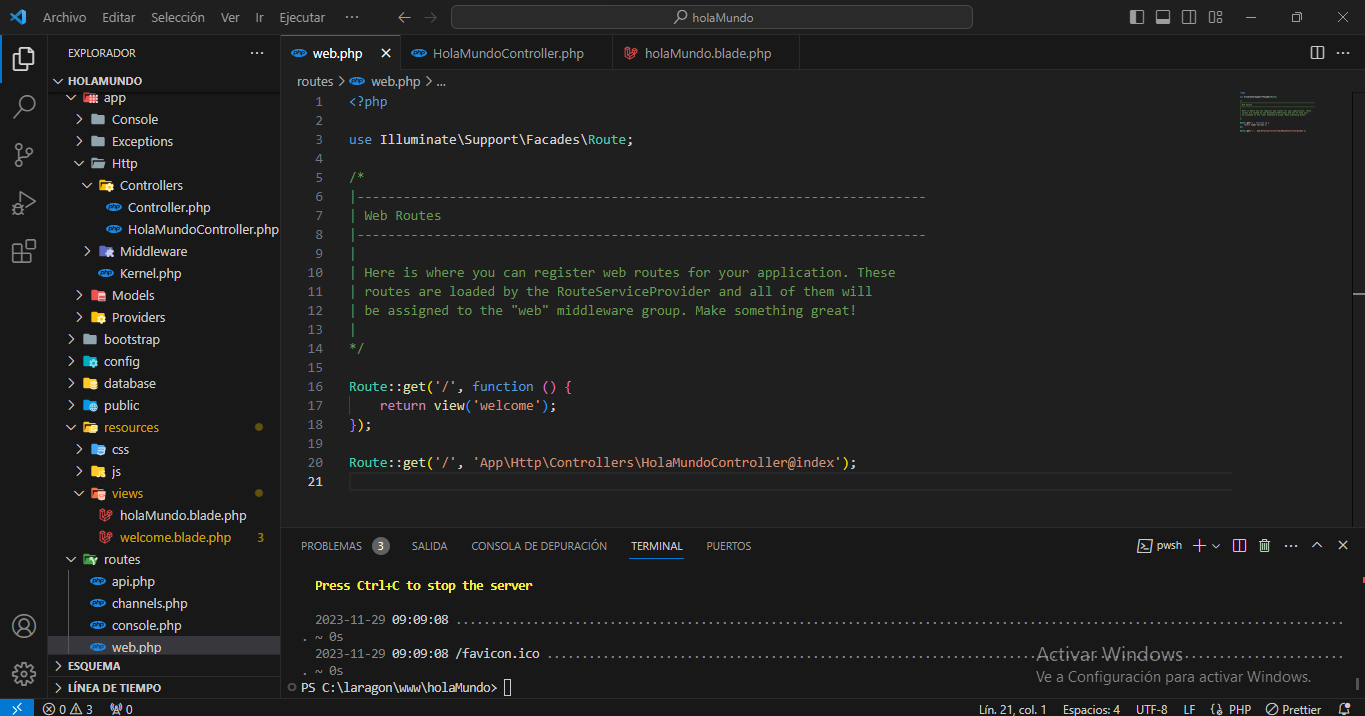 Archivo Editar Selección Ver Ir Ejecutar ··· holaMundo
EXPLORADOR ···
HOLAMUNDO
app
Console
Exceptions
Http
Controllers
Controller.php
HolaMundoController.php
Middleware
Kernel.php
Models
Providers
bootstrap
config
database
public
resources
css
js
views
holaMundo.blade.php
welcome.blade.php 3
routes
api.php
channels.php
console.php
web.php
ESQUEMA
LÍNEA DE TIEMPO
web.php HolaMundoController.php holaMundo.blade.php
routes > web.php > ...
1 <?php
2
3 use Illuminate\Support\Facades\Route;
4
5 /*
6 |--------------------------------------------------------------------------
7 | Web Routes
8 |--------------------------------------------------------------------------
9 |
10 | Here is where you can register web routes for your application. These
11 | routes are loaded by the RouteServiceProvider and all of them will
12 | be assigned to the "web" middleware group. Make something great!
13 |
14 */
15
16 Route::get('/', function () {
17     return view('welcome');
18 });
19
20 Route::get('/', 'App\Http\Controllers\HolaMundoController@index');
21
PROBLEMAS 3 SALIDA CONSOLA DE DEPURACIÓN TERMINAL PUERTOS pwsh
Press Ctrl+C to stop the server
2023-11-29 09:09:08 ....................................................................................................................
. ~ 0s
2023-11-29 09:09:08 /favicon.ico ........................................................................................................
. ~ 0s
PS C:\laragon\www\holaMundo>
Activar Windows
Ve a Configuración para activar Windows.
0 3 0 Lín. 21, col. 1 Espacios: 4 UTF-8 LF PHP Prettier